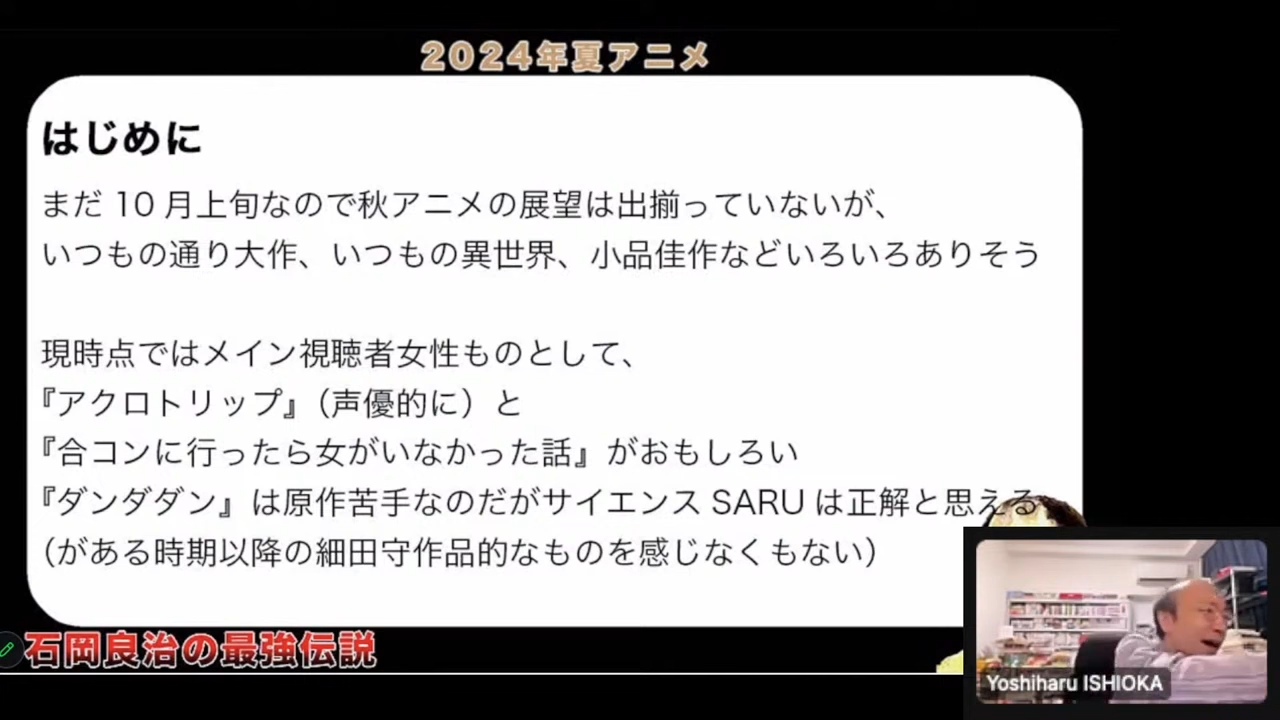 2024年夏アニメ
はじめに
まだ 10 月上旬なので秋アニメの展望は出揃っていないが、
いつもの通り大作、いつもの異世界、小品佳作などいろいろありそう
現時点ではメイン視聴者女性ものとして、
『アクロトリップ』（声優的に）と
『合コンに行ったら女がいなかった話』がおもしろい
『ダンダダン』は原作苦手なのだがサイエンス SARU は正解と思える
（がある時期以降の細田守作品的なものを感じなくもない）
石岡良治の最強伝説
Yoshiharu ISHIOKA